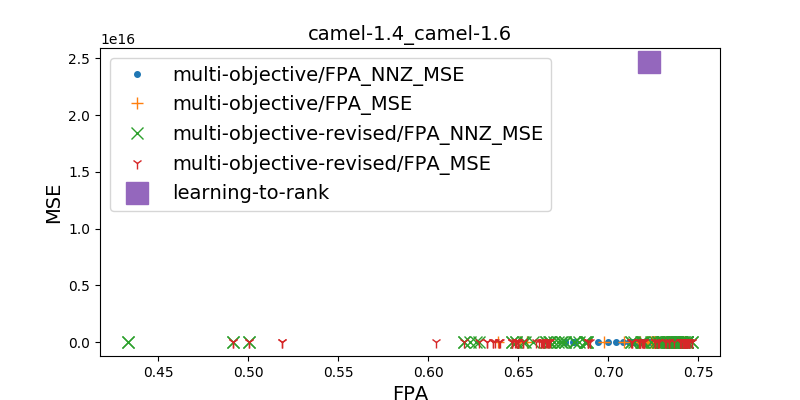 camel-1.4_camel-1.6
1e16
2.5
2.0
1.5
1.0
0.5
0.0
MSE
multi-objective/FPA_NNZ_MSE
multi-objective/FPA_MSE
multi-objective-revised/FPA_NNZ_MSE
multi-objective-revised/FPA_MSE
learning-to-rank
0.45 0.50 0.55 0.60 0.65 0.70 0.75
FPA